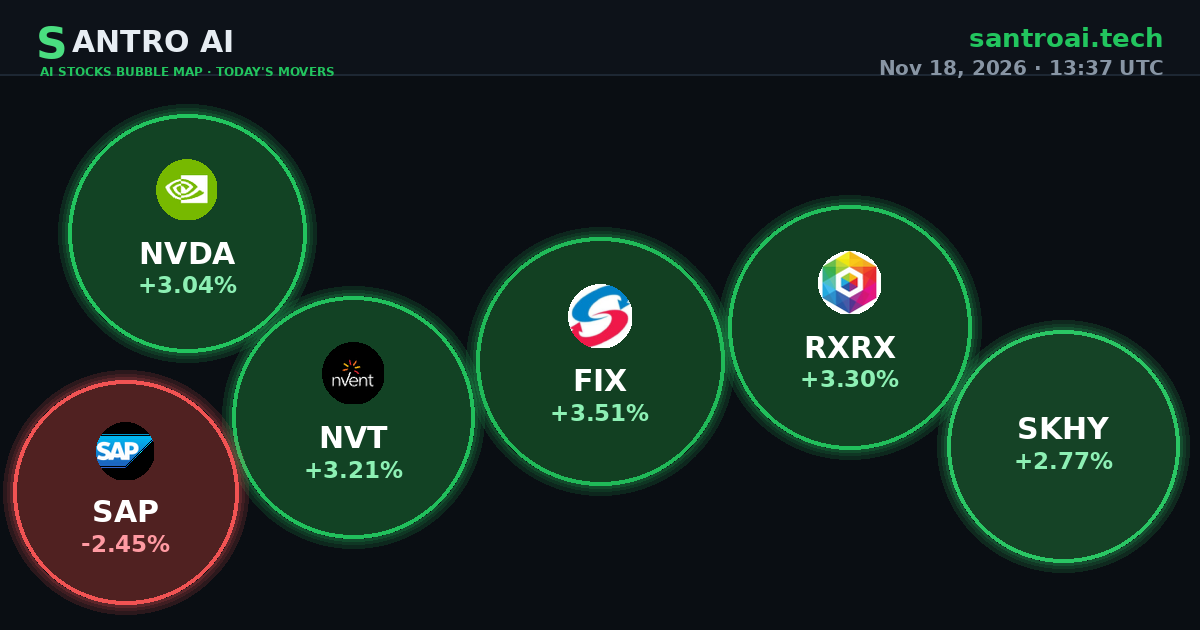 SANTRO AI
AI STOCKS BUBBLE MAP · TODAY'S MOVERS
santroai.tech
Nov 18, 2026 · 13:37 UTC
NVDA
+3.04%
SAP
SAP
-2.45%
nvent
NVT
+3.21%
FIX
+3.51%
RXRX
+3.30%
SKHY
+2.77%